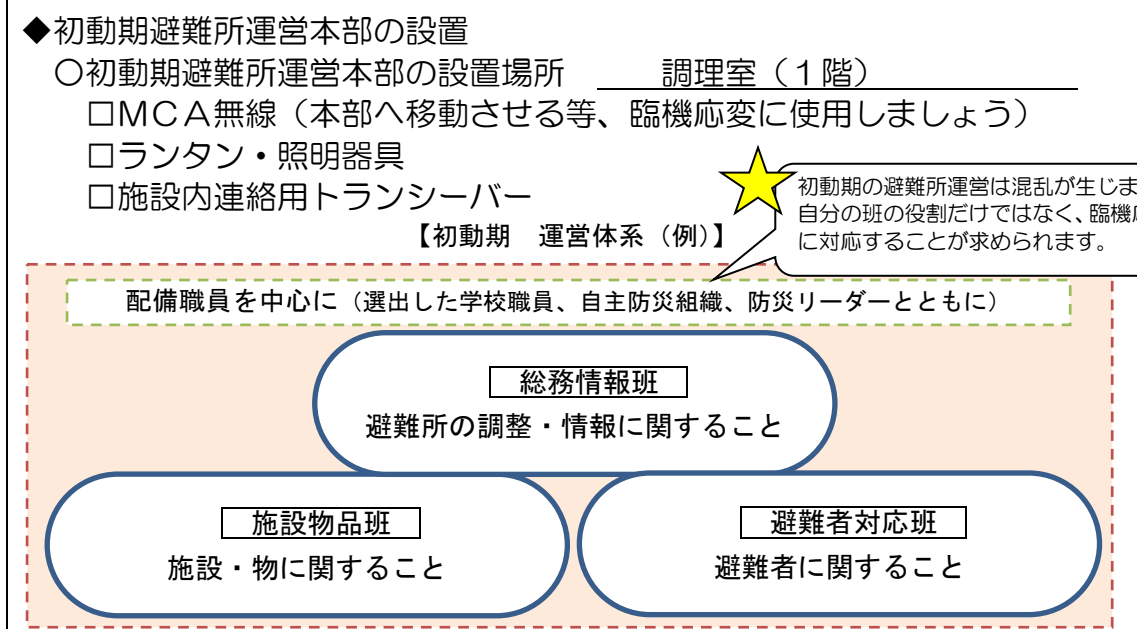 ◆初動期避難所運営本部の設置
〇初動期避難所運営本部の設置場所 調理室（１階）
□ＭＣＡ無線（本部へ移動させる等、臨機応変に使用しましょう）
□ランタン・照明器具
□施設内連絡用トランシーバー
初動期の避難所運営は混乱が生じま
自分の班の役割だけではなく、臨機
に対応することが求められます。
【初動期　運営体系（例）】
配備職員を中心に（選出した学校職員、自主防災組織、防災リーダーとともに）
総務情報班
避難所の調整・情報に関すること
施設物品班
施設・物に関すること
避難者対応班
避難者に関すること